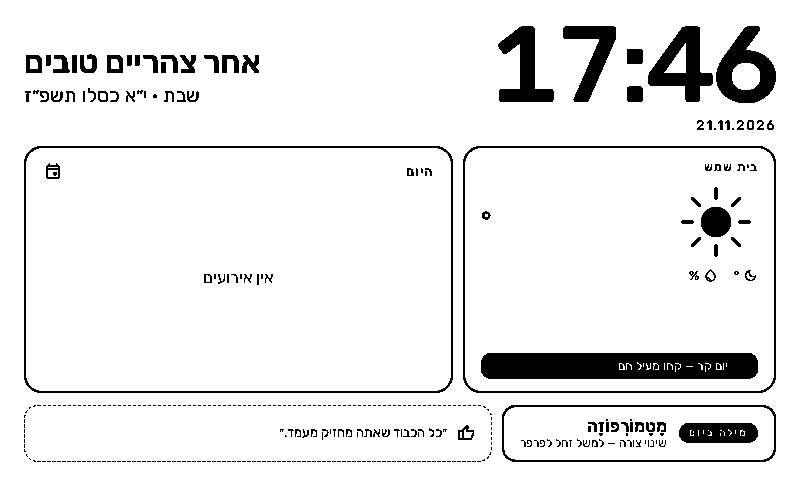 17:46
21.11.2026
אחר צהריים טובים
שבת • י״א כסלו תשפ״ז
בית שמש
°
° %
יום קר – קחו מעיל חם
היום
אין אירועים
מילה ביום
מֶטָמוֹרְפוֹזָה
שינוי צורה – למשל זחל לפרפר
"כל הכבוד שאתה מחזיק מעמד."